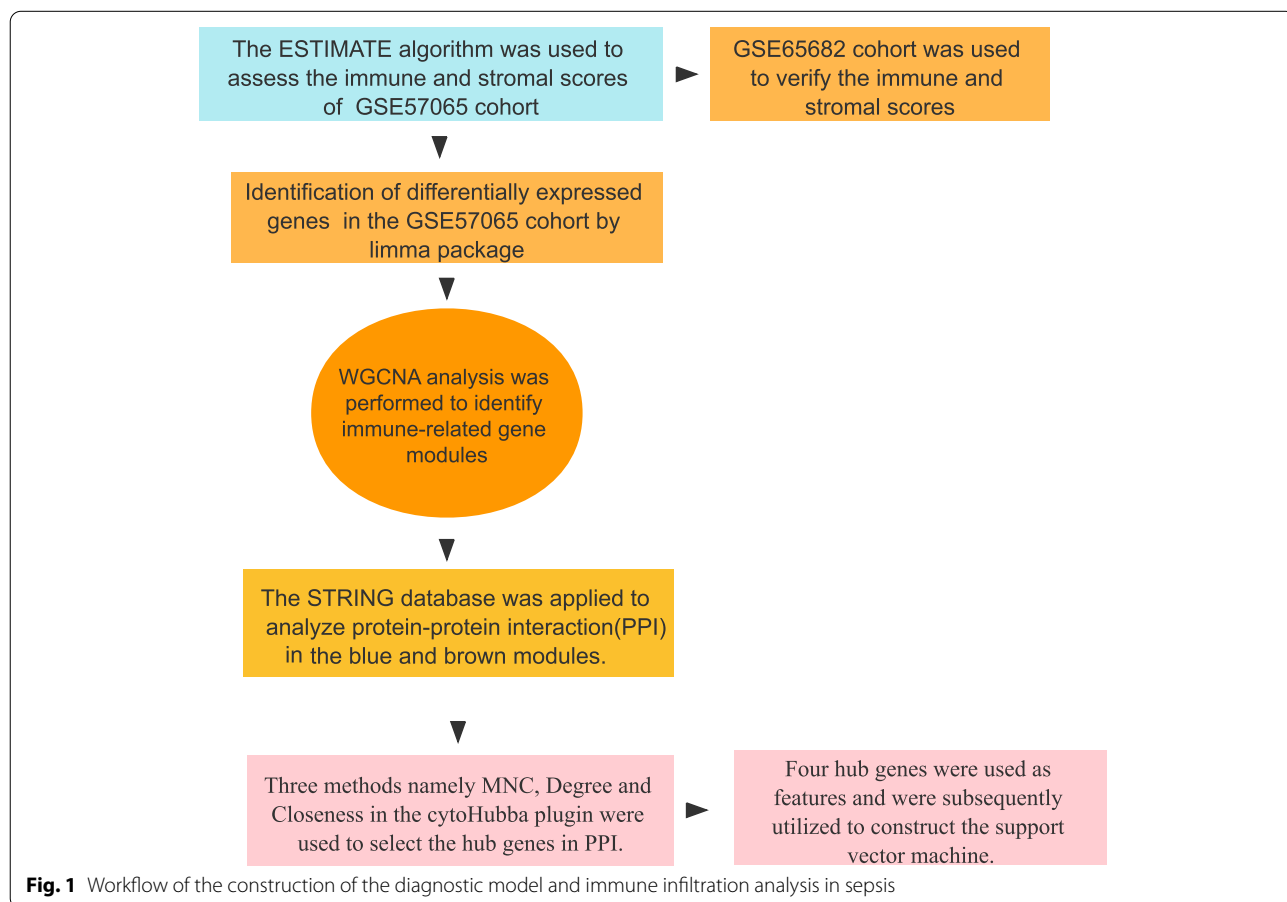 The ESTIMATE algorithm was used to
assess the immune and stromal scores
of GSE57065 cohort
GSE65682 cohort was used
to verify the immune and
stromal scores
Identification of differentially expressed
genes in the GSE57065 cohort by
limma package
WGCNA analysis was
performed to identify
immune-related gene
modules
The STRING database was applied to
analyze protein-protein interaction(PPI)
in the blue and brown modules.
Three methods namely MNC, Degree and
Closeness in the cytoHubba plugin were
used to select the hub genes in PPI.
Four hub genes were used as
features and were subsequently
utilized to construct the support
vector machine.
Fig. 1 Workflow of the construction of the diagnostic model and immune infiltration analysis in sepsis